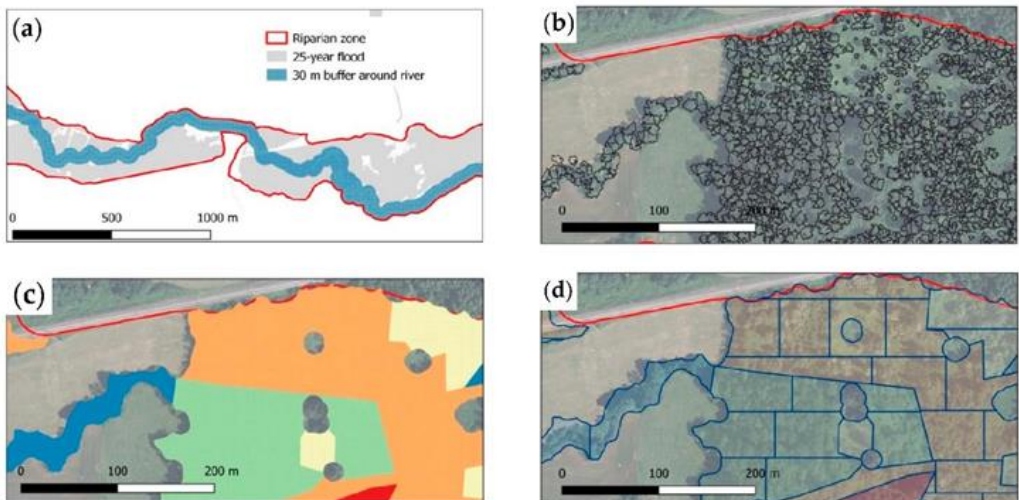 (a)
Riparian zone
25-year flood
30 m buffer around river
0 500 1000 m
(b)
0 100 200 m
(c)
0 100 200 m
(d)
0 100 200 m